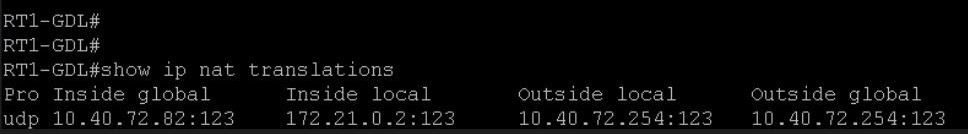 RT1-GDL#
RT1-GDL#
RT1-GDL#show ip nat translations
Pro Inside global Inside local Outside local Outside global
udp 10.40.72.82:123 172.21.0.2:123 10.40.72.254:123 10.40.72.254:123